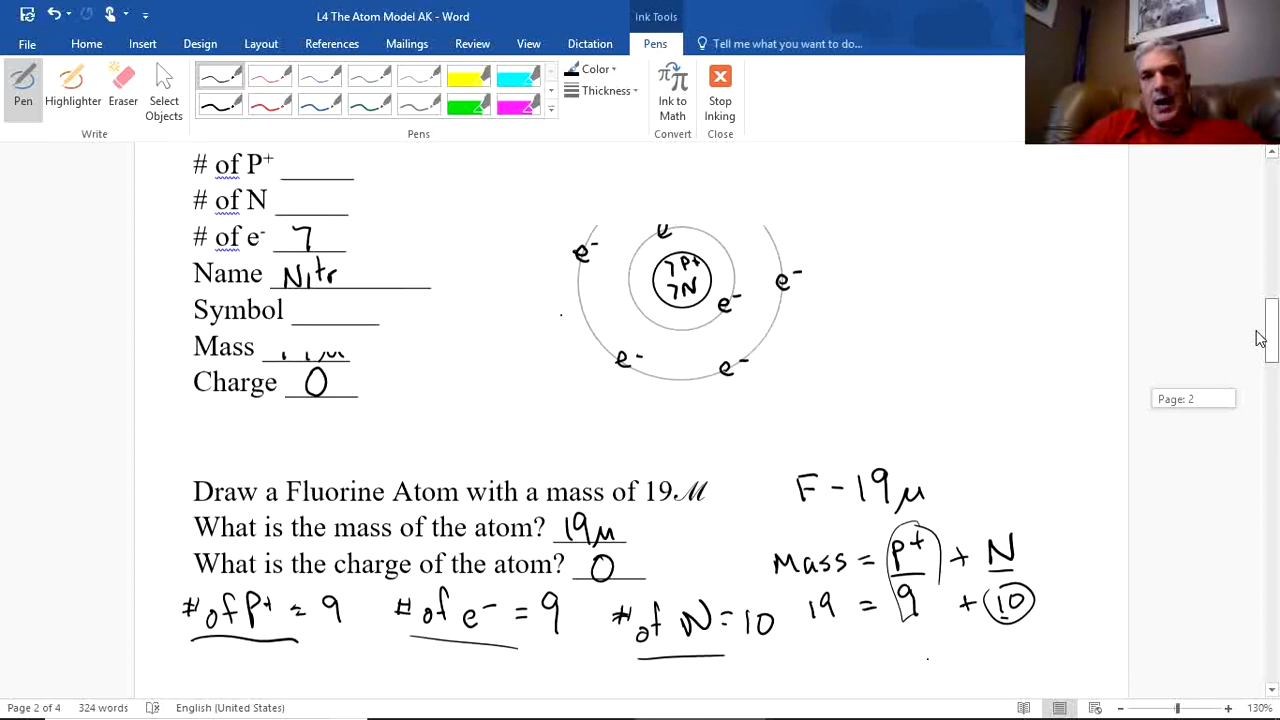 L4 The Atom Model AK - Word
Ink Tools
File Home Insert Design Layout References Mailings Review View Dictation Pens Tell me what you want to do...
Pen Highlighter Eraser Select Objects
Color
Thickness
Ink to Math
Stop Inking
Write Pens Convert Close
# of P+
# of N
# of e- 7
Name Nitr
Symbol
Mass
Charge 0
e
e-
7 P+
7 N
e-
e-
e-
e-
Page: 2
Draw a Fluorine Atom with a mass of 19ℳ
What is the mass of the atom? 19μ
What is the charge of the atom? 0
# of P+ = 9 # of e- = 9 # of N = 10
F - 19μ
Mass = P+ + N
19 = 9 + 10
Page 2 of 4 324 words English (United States) 130%